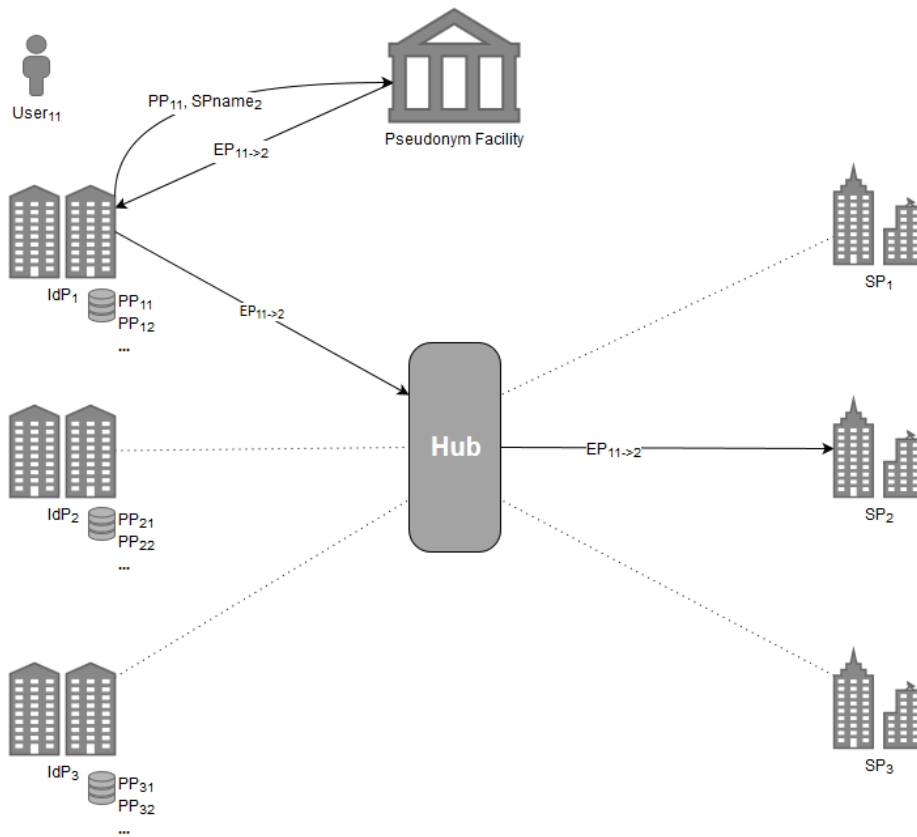 User₁₁
PP₁₁, SPname₂
Pseudonym Facility
EP₁₁->₂
IdP₁
PP₁₁
PP₁₂
...
SP₁
EP₁₁->₂
Hub
EP₁₁->₂
IdP₂
PP₂₁
PP₂₂
...
SP₂
IdP₃
PP₃₁
PP₃₂
...
SP₃